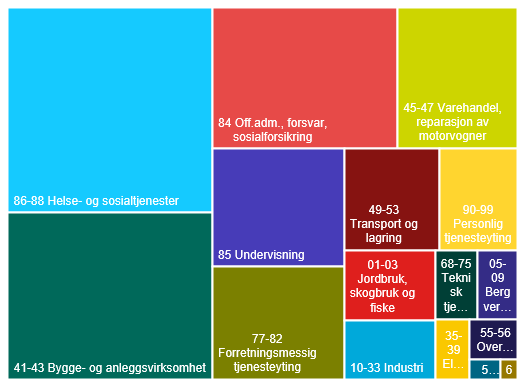 86-88 Helse- og sosialtjenester
41-43 Bygge- og anleggsvirksomhet
84 Off.adm., forsvar,
sosialforsikring
45-47 Varehandel,
reparasjon av
motorvogner
85 Undervisning
77-82
Forretningsmessig
tjenesteyting
49-53
Transport og
lagring
90-99
Personlig
tjenesteyting
01-03
Jordbruk,
skogbruk og
fiske
68-75
Tekni
sk
tje...
05-
09
Berg
ver...
10-33 Industri
35-
39
El...
55-56
Over...
5...
6